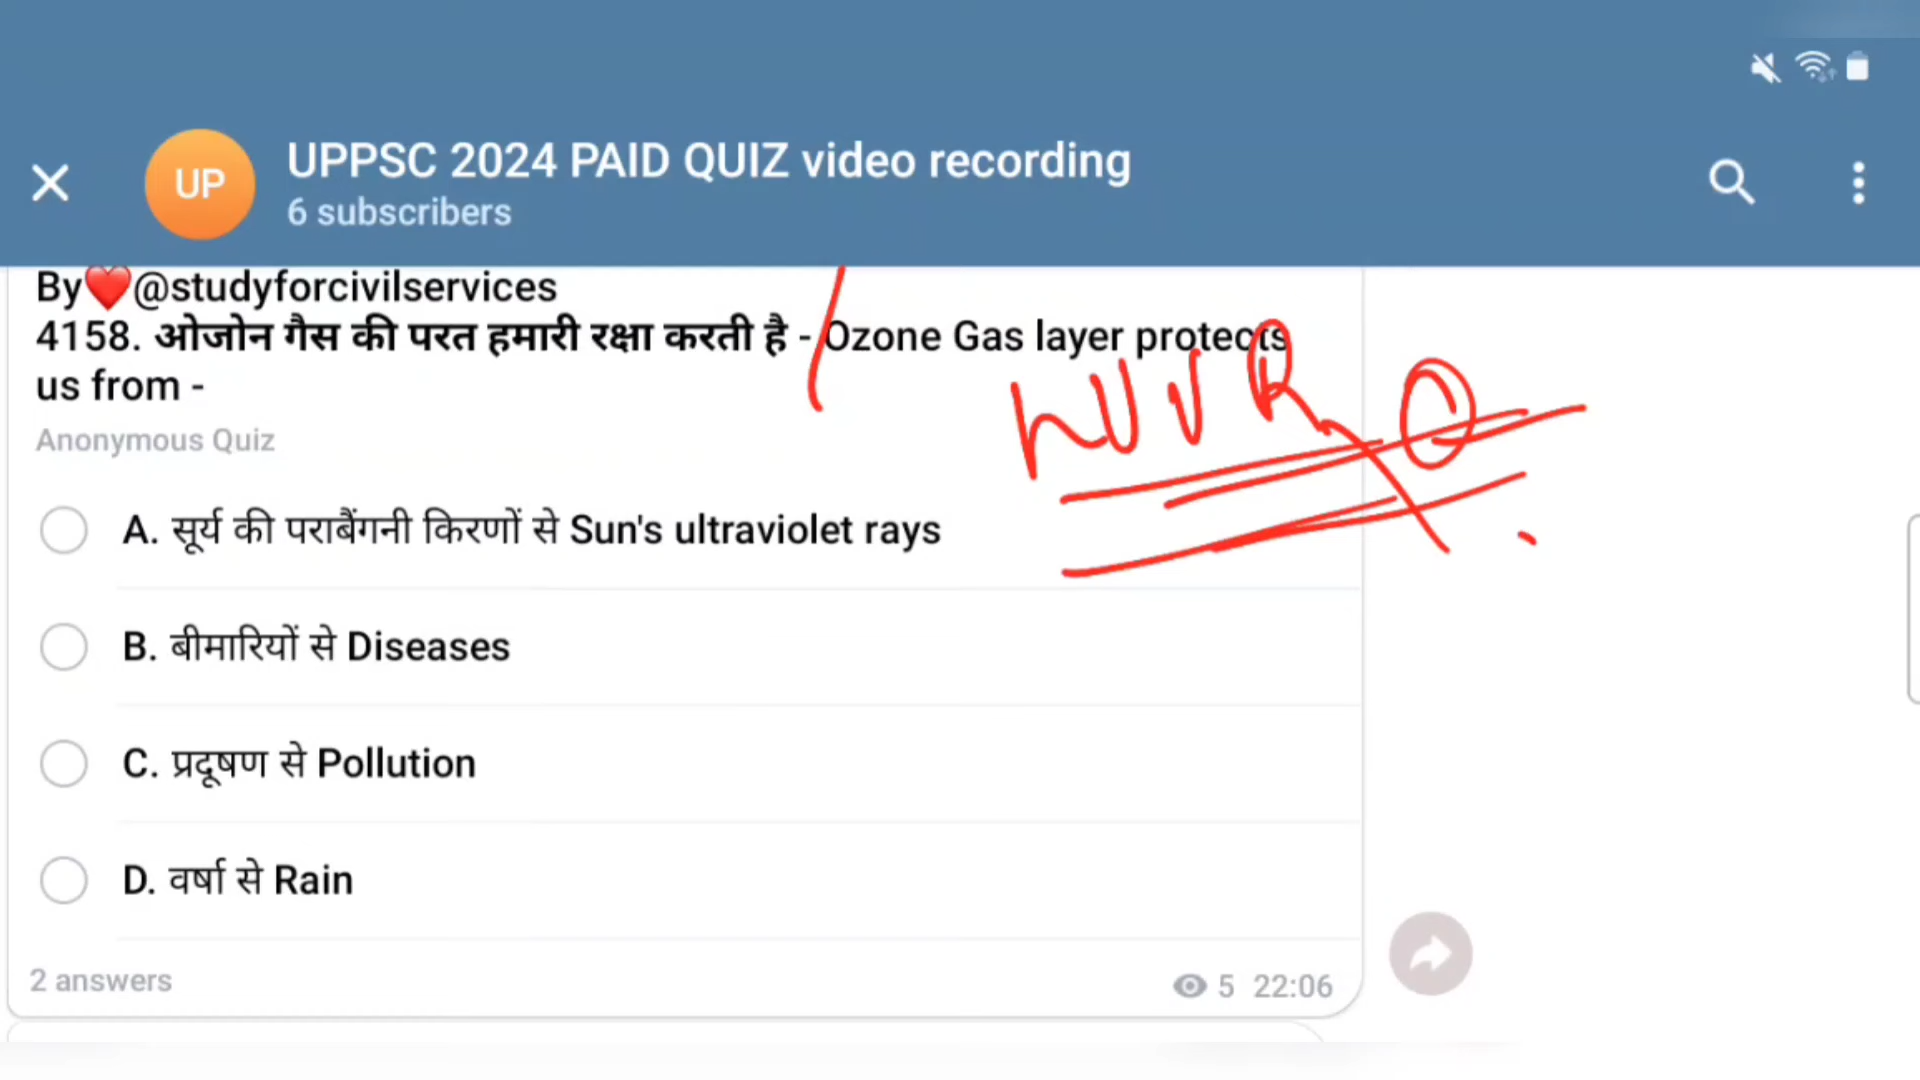 UPPSC 2024 PAID QUIZ video recording
UP
6 subscribers
By❤️@studyforcivilservices
4158. ओजोन गैस की परत हमारी रक्षा करती है - Ozone Gas layer protects
us from -
Anonymous Quiz
A. सूर्य की पराबैंगनी किरणों से Sun's ultraviolet rays
B. बीमारियों से Diseases
C. प्रदूषण से Pollution
D. वर्षा से Rain
2 answers
5 22:06